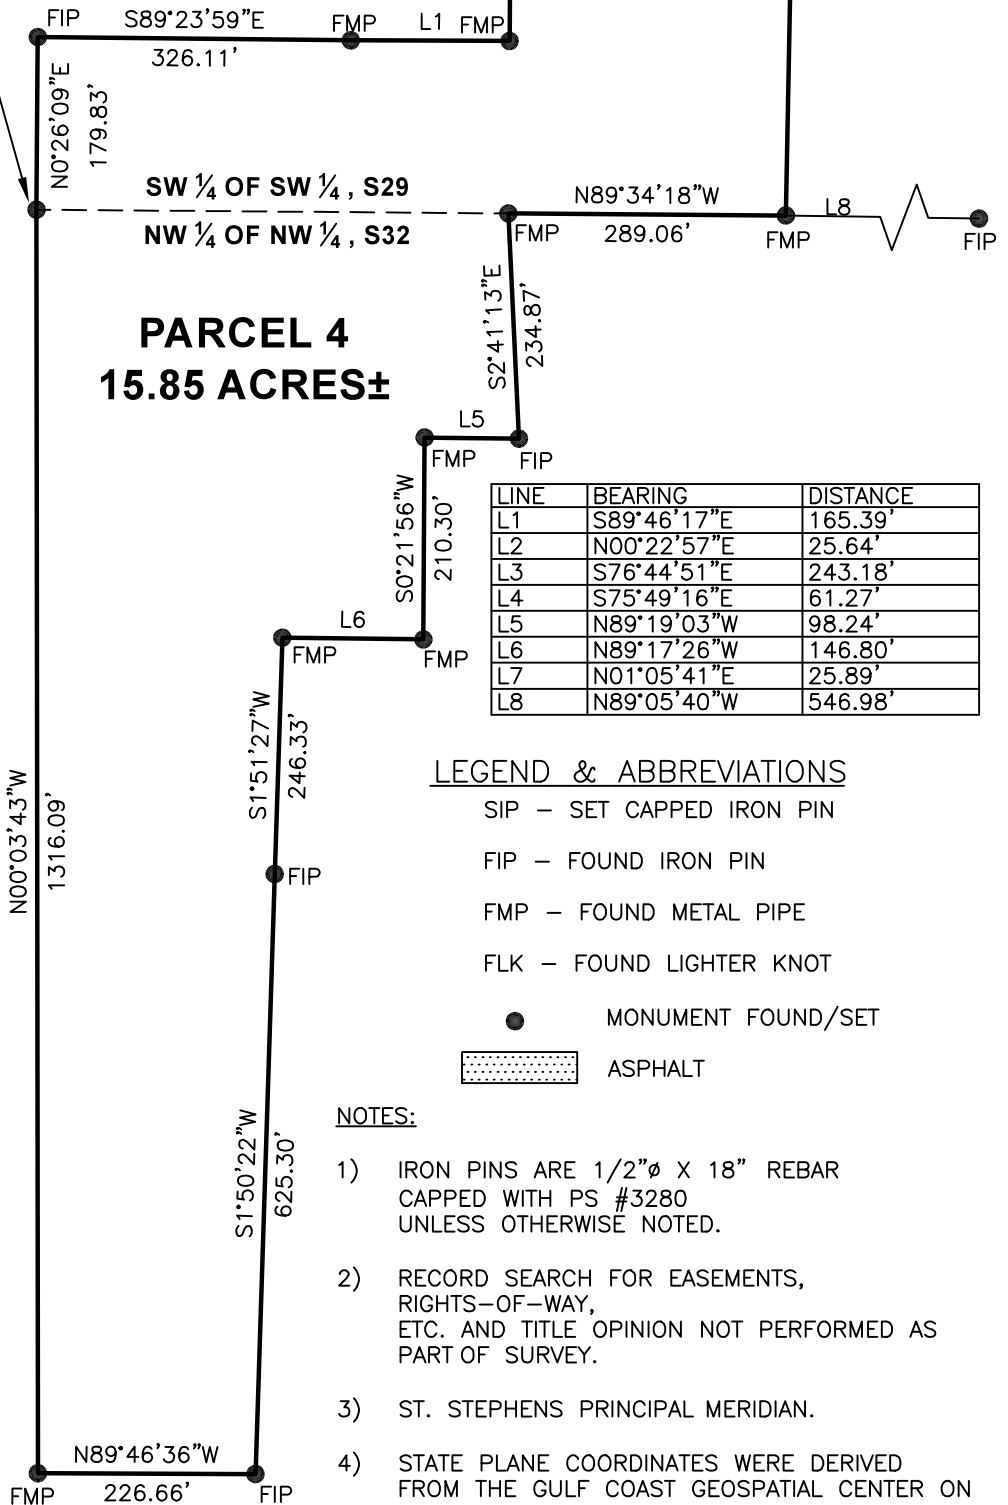 FIP
S89°23'59"E
FMP
L1
FMP
326.11'
N0°26'09"E
179.83'
SW ¼ OF SW ¼, S29
NW ¼ OF NW ¼, S32
N89°34'18"W
L8
FMP
289.06'
FMP
FIP
S2°41'13"E
234.87'
PARCEL 4
15.85 ACRES±
L5
FMP
FIP
S0°21'56"W
210.30'
LINE BEARING DISTANCE
L1 S89°46'17"E 165.39'
L2 N00°22'57"E 25.64'
L3 S76°44'51"E 243.18'
L4 S75°49'16"E 61.27'
L5 N89°19'03"W 98.24'
L6 N89°17'26"W 146.80'
L7 N01°05'41"E 25.89'
L8 N89°05'40"W 546.98'
L6
FMP
FMP
S1°51'27"W
246.33'
N00°03'43"W
1316.09'
FIP
LEGEND & ABBREVIATIONS
SIP – SET CAPPED IRON PIN
FIP – FOUND IRON PIN
FMP – FOUND METAL PIPE
FLK – FOUND LIGHTER KNOT
MONUMENT FOUND/SET
ASPHALT
S1°50'22"W
625.30'
NOTES:
1) IRON PINS ARE 1/2"ø X 18" REBAR
CAPPED WITH PS #3280
UNLESS OTHERWISE NOTED.
2) RECORD SEARCH FOR EASEMENTS,
RIGHTS–OF–WAY,
ETC. AND TITLE OPINION NOT PERFORMED AS
PART OF SURVEY.
3) ST. STEPHENS PRINCIPAL MERIDIAN.
4) STATE PLANE COORDINATES WERE DERIVED
FROM THE GULF COAST GEOSPATIAL CENTER ON
N89°46'36"W
FMP
226.66'
FIP